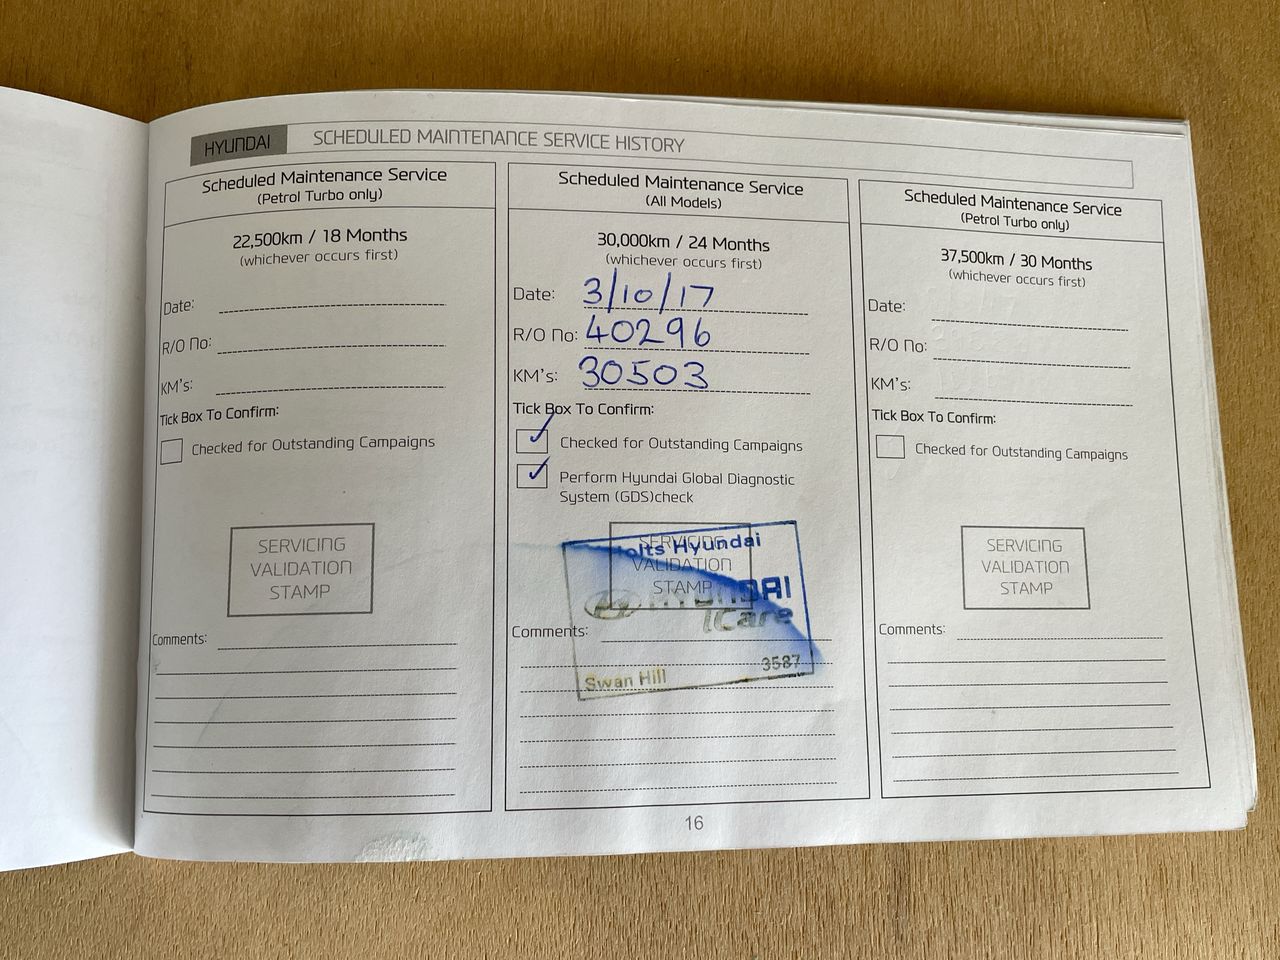 HYUNDAI SCHEDULED MAINTENANCE SERVICE HISTORY
Scheduled Maintenance Service
(Petrol Turbo only)
22,500km / 18 Months
(whichever occurs first)
Date:
R/O No:
KM's:
Tick Box To Confirm:
Checked for Outstanding Campaigns
SERVICING
VALIDATION
STAMP
Comments:
Scheduled Maintenance Service
(All Models)
30,000km / 24 Months
(whichever occurs first)
Date: 3/10/17
R/O No: 40296
KM's: 30503
Tick Box To Confirm:
Checked for Outstanding Campaigns
Perform Hyundai Global Diagnostic
System (GDS)check
SERVICING
VALIDATION
STAMP
Hyundai
HYUNDAI
iCare
Swan Hill 3587
Comments:
Scheduled Maintenance Service
(Petrol Turbo only)
37,500km / 30 Months
(whichever occurs first)
Date:
R/O No:
KM's:
Tick Box To Confirm:
Checked for Outstanding Campaigns
SERVICING
VALIDATION
STAMP
Comments:
16